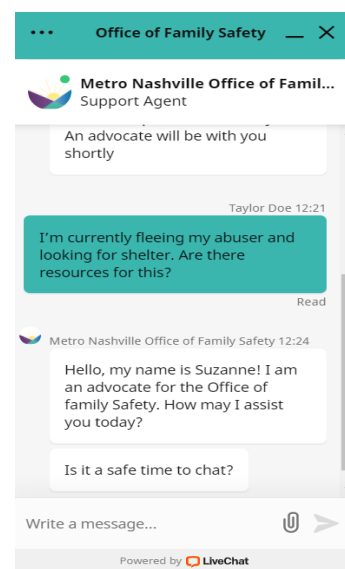 Office of Family Safety
Metro Nashville Office of Famil...
Support Agent
An advocate will be with you
shortly
Taylor Doe 12:21
I'm currently fleeing my abuser and
looking for shelter. Are there
resources for this?
Read
Metro Nashville Office of Family Safety 12:24
Hello, my name is Suzanne! I am
an advocate for the Office of
family Safety. How may I assist
you today?
Is it a safe time to chat?
Write a message...
Powered by LiveChat